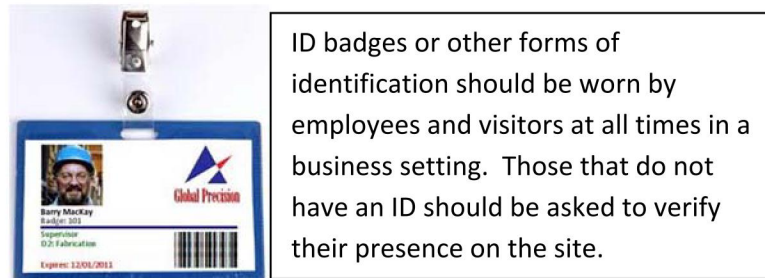 Global Precision
Barry MacKay
Badge: 101
Supervisor
02: Fabrication
Expires: 12/01/2011
ID badges or other forms of
identification should be worn by
employees and visitors at all times in a
business setting.  Those that do not
have an ID should be asked to verify
their presence on the site.